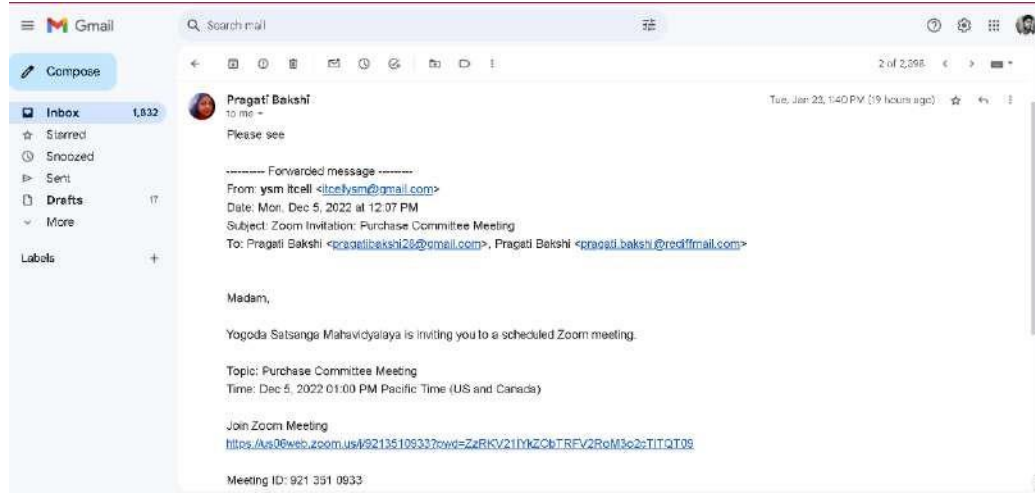 Gmail
Search mail
Compose
2 of 2,898
Inbox 1,832
Starred
Snoozed
Sent
Drafts 17
More
Labels +
Pragati Bakshi
Tue, Jan 23, 1:40 PM (19 hours ago)
to me
Please see
---------- Forwarded message ---------
From: ysm itcell <itcellysm@gmail.com>
Date: Mon, Dec 5, 2022 at 12:07 PM
Subject: Zoom Invitation: Purchase Committee Meeting
To: Pragati Bakshi <pragatibakshi28@gmail.com>, Pragati Bakshi <pragati.bakshi@rediffmail.com>
Madam,
Yogoda Satsanga Mahavidyalaya is inviting you to a scheduled Zoom meeting.
Topic: Purchase Committee Meeting
Time: Dec 5, 2022 01:00 PM Pacific Time (US and Canada)
Join Zoom Meeting
Meeting ID: 921 351 0933